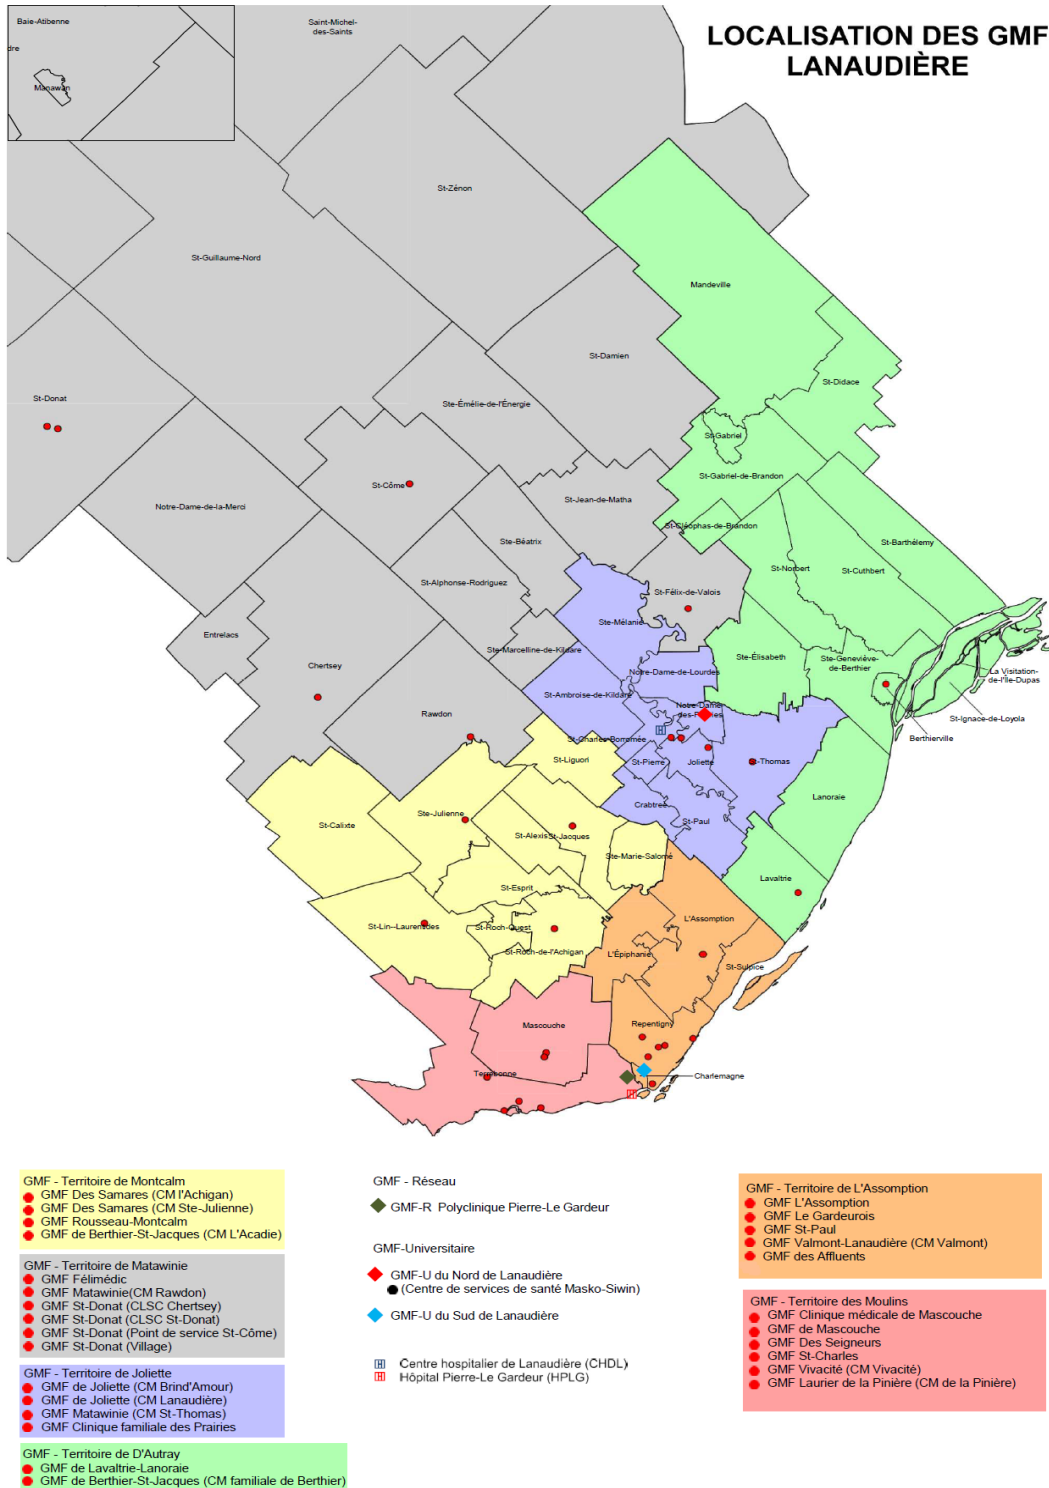 LOCALISATION DES GMF
LANAUDIÈRE
Baie-Atibenne
dre
Manawan
Saint-Michel-
des-Saints
St-Zénon
St-Guillaume-Nord
Mandeville
St-Damien
St-Didace
St-Donat
Ste-Émélie-de-l'Énergie
St-Gabriel
St-Gabriel-de-Brandon
St-Côme
St-Jean-de-Matha
Notre-Dame-de-la-Merci
St-Cléophas-de-Brandon
Ste-Béatrix
St-Barthélemy
St-Norbert
St-Cuthbert
St-Alphonse-Rodriguez
St-Félix-de-Valois
Ste-Mélanie
Entrelacs
Ste-Marcelline-de-Kildare
Ste-Élisabeth
Ste-Geneviève-
de-Berthier
Chertsey
Notre-Dame-de-Lourdes
La Visitation-
de-l'Île-Dupas
St-Ambroise-de-Kildare
Notre-Dame-
des-Prairies
St-Ignace-de-Loyola
Rawdon
Berthierville
St-Charles-Borromée
St-Liguori
St-Pierre
Joliette
St-Thomas
Lanoraie
Crabtree
St-Paul
St-Calixte
Ste-Julienne
St-Alexis
St-Jacques
Ste-Marie-Salomé
Lavaltrie
St-Esprit
L'Assomption
St-Lin--Laurentides
St-Roch-Ouest
St-Roch-de-l'Achigan
L'Épiphanie
St-Sulpice
Mascouche
Repentigny
Terrebonne
Charlemagne
GMF - Territoire de Montcalm
GMF Des Samares (CM l'Achigan)
GMF Des Samares (CM Ste-Julienne)
GMF Rousseau-Montcalm
GMF de Berthier-St-Jacques (CM L'Acadie)
GMF - Territoire de Matawinie
GMF Félimédic
GMF Matawinie(CM Rawdon)
GMF St-Donat (CLSC Chertsey)
GMF St-Donat (CLSC St-Donat)
GMF St-Donat (Point de service St-Côme)
GMF St-Donat (Village)
GMF - Territoire de Joliette
GMF de Joliette (CM Brind'Amour)
GMF de Joliette (CM Lanaudière)
GMF Matawinie (CM St-Thomas)
GMF Clinique familiale des Prairies
GMF - Territoire de D'Autray
GMF de Lavaltrie-Lanoraie
GMF de Berthier-St-Jacques (CM familiale de Berthier)
GMF - Réseau
GMF-R Polyclinique Pierre-Le Gardeur
GMF-Universitaire
GMF-U du Nord de Lanaudière
(Centre de services de santé Masko-Siwin)
GMF-U du Sud de Lanaudière
Centre hospitalier de Lanaudière (CHDL)
Hôpital Pierre-Le Gardeur (HPLG)
GMF - Territoire de L'Assomption
GMF L'Assomption
GMF Le Gardeurois
GMF St-Paul
GMF Valmont-Lanaudière (CM Valmont)
GMF des Affluents
GMF - Territoire des Moulins
GMF Clinique médicale de Mascouche
GMF de Mascouche
GMF Des Seigneurs
GMF St-Charles
GMF Vivacité (CM Vivacité)
GMF Laurier de la Pinière (CM de la Pinière)